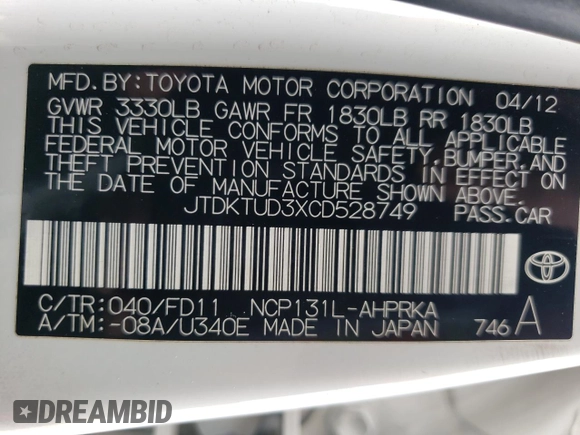 MFD.BY:TOYOTA MOTOR CORPORATION 04/12
GVWR 3330LB GAWR FR 1830LB RR 1830LB
THIS VEHICLE CONFORMS TO ALL APPLICABLE
FEDERAL MOTOR VEHICLE SAFETY,BUMPER,AND
THEFT PREVENTION STANDARDS IN EFFECT ON
THE DATE OF MANUFACTURE SHOWN ABOVE.
JTDKTUD3XCD528749 PASS.CAR
C/TR:040/FD11 NCP131L-AHPRKA
A/TM:-08A/U340E MADE IN JAPAN 746 A
DREAMBID